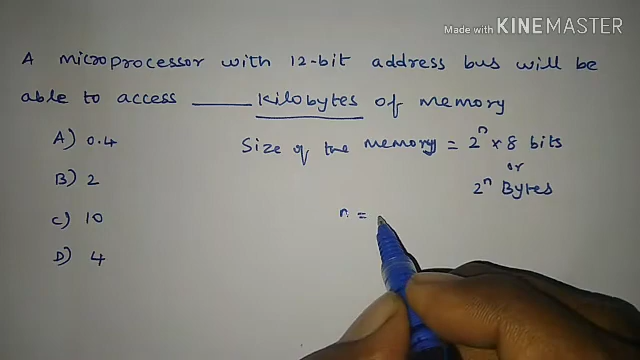 Made with KINEMASTER
A microprocessor with 12-bit address bus will be
able to access ____ kilobytes of memory
A) 0.4
Size of the memory = 2^n × 8 bits
or
B) 2
2^n Bytes
C) 10
n =
D) 4